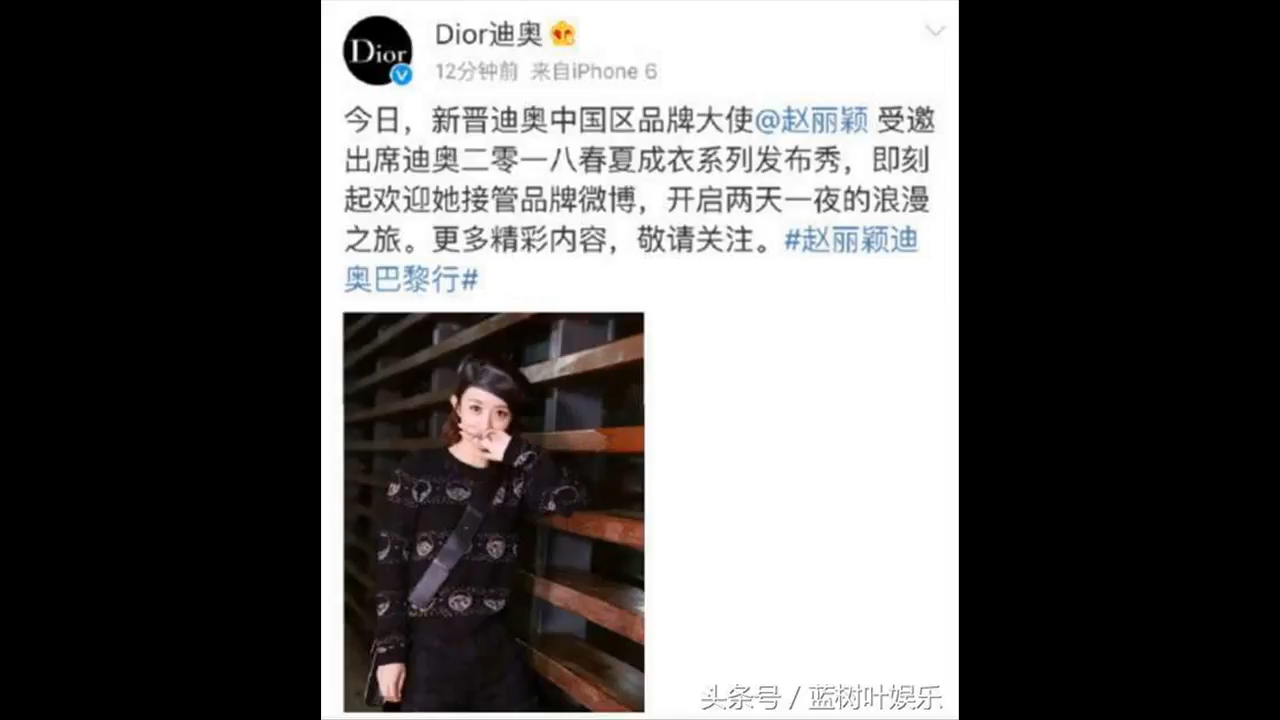 Dior
Dior迪奥
12分钟前 来自iPhone 6
今日，新晋迪奥中国区品牌大使@赵丽颖 受邀
出席迪奥二零一八春夏成衣系列发布秀，即刻
起欢迎她接管品牌微博，开启两天一夜的浪漫
之旅。更多精彩内容，敬请关注。#赵丽颖迪
奥巴黎行#
头条号 / 蓝树叶娱乐